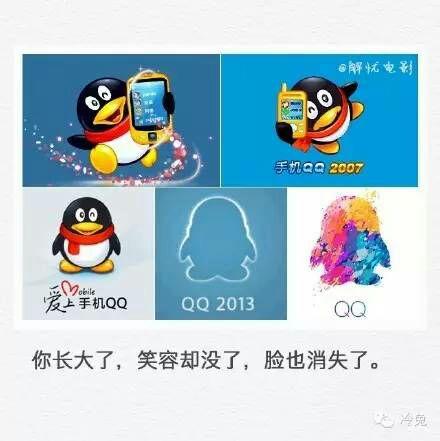 @解忧电影
手机QQ 2007
爱上手机QQ
Mobile
QQ 2013
QQ
你长大了，笑容却没了，脸也消失了。
冷兔